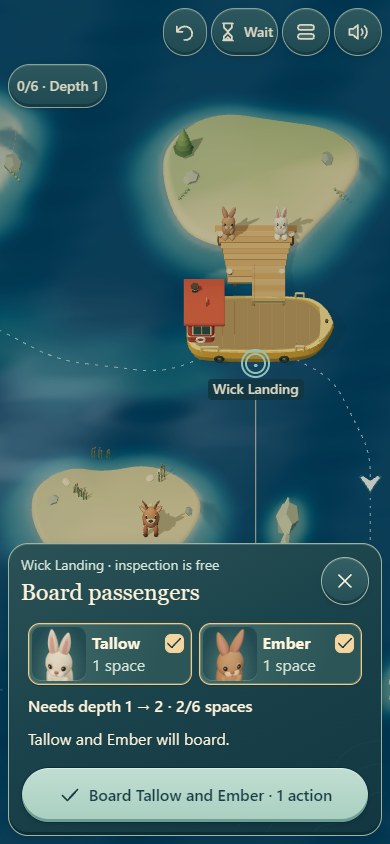 Wait
0/6 · Depth 1
Wick Landing
Wick Landing · inspection is free
Board passengers
Tallow
1 space
Ember
1 space
Needs depth 1 → 2 · 2/6 spaces
Tallow and Ember will board.
Board Tallow and Ember · 1 action